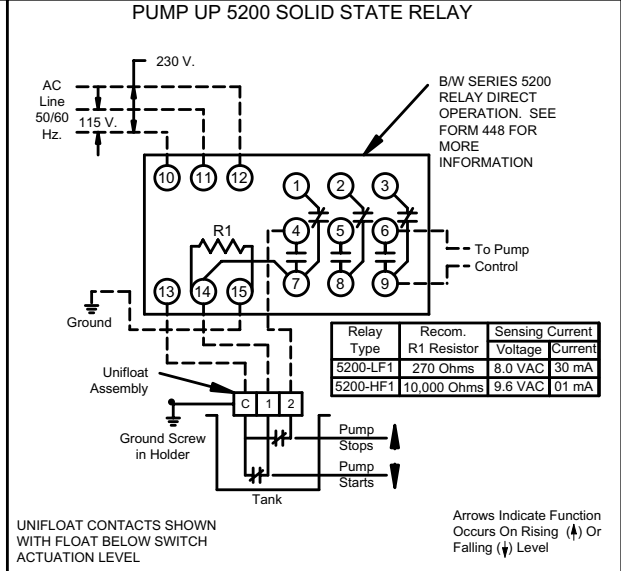 PUMP UP 5200 SOLID STATE RELAY
230 V.
AC
Line
50/60
Hz.
115 V.
B/W SERIES 5200
RELAY DIRECT
OPERATION. SEE
FORM 448 FOR
MORE
INFORMATION
10 11 12
1 2 3
4 5 6
7 8 9
R1
13 14 15
To Pump
Control
Ground
Relay Type Recom. R1 Resistor Sensing Current
Voltage Current
5200-LF1 270 Ohms 8.0 VAC 30 mA
5200-HF1 10,000 Ohms 9.6 VAC 01 mA
Unifloat
Assembly
C 1 2
Ground Screw
in Holder
Pump
Stops
Pump
Starts
Tank
UNIFLOAT CONTACTS SHOWN
WITH FLOAT BELOW SWITCH
ACTUATION LEVEL
Arrows Indicate Function
Occurs On Rising ( ) Or
Falling ( ) Level